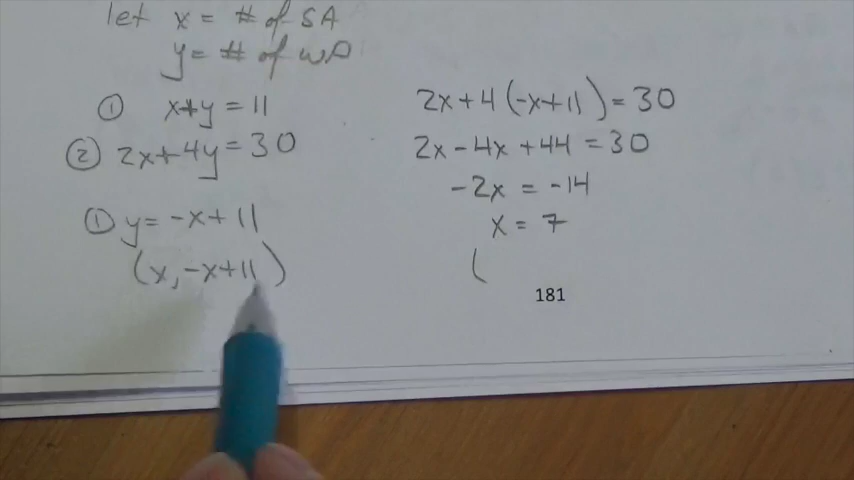 let x = # of SA
y = # of WD
① x+y = 11
② 2x+4y = 30
① y = -x+11
(x, -x+11)
2x+4(-x+11) = 30
2x-4x+44 = 30
-2x = -14
x = 7
(
181